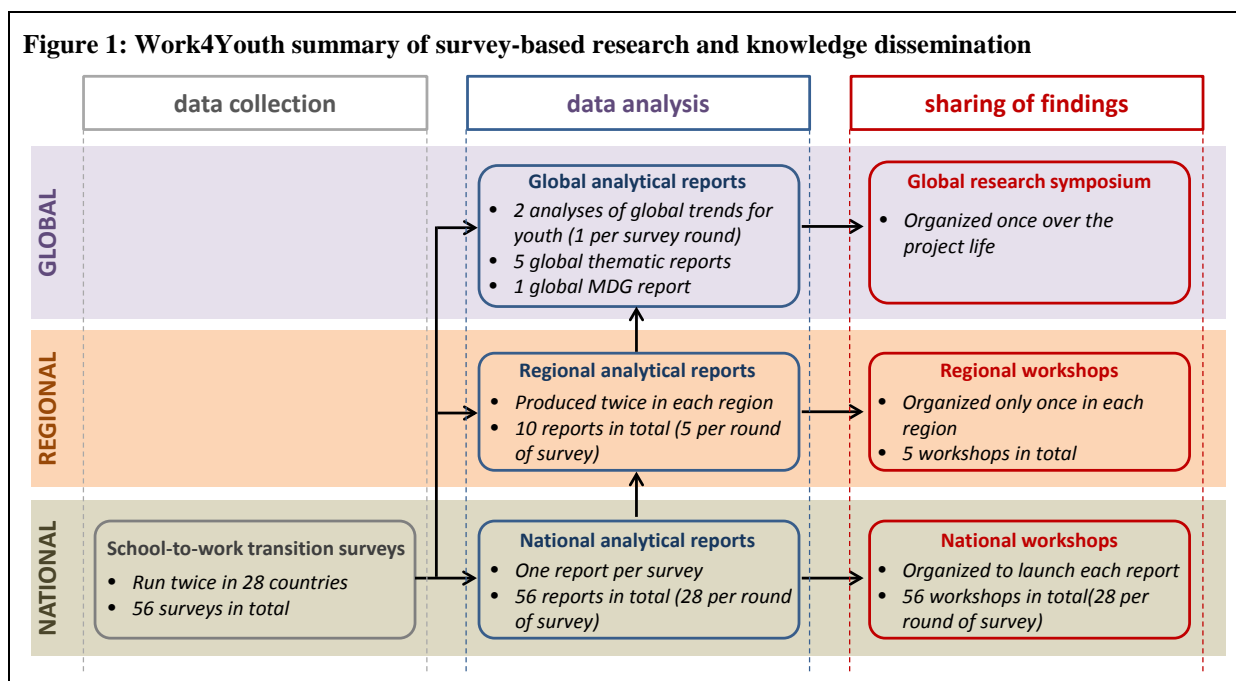 Figure 1: Work4Youth summary of survey-based research and knowledge dissemination
data collection
data analysis
sharing of findings
GLOBAL
Global analytical reports
• 2 analyses of global trends for
youth (1 per survey round)
• 5 global thematic reports
• 1 global MDG report
Global research symposium
• Organized once over the
project life
REGIONAL
Regional analytical reports
• Produced twice in each region
• 10 reports in total (5 per round
of survey)
Regional workshops
• Organized only once in each
region
• 5 workshops in total
NATIONAL
School-to-work transition surveys
• Run twice in 28 countries
• 56 surveys in total
National analytical reports
• One report per survey
• 56 reports in total (28 per round
of survey)
National workshops
• Organized to launch each report
• 56 workshops in total(28 per
round of survey)